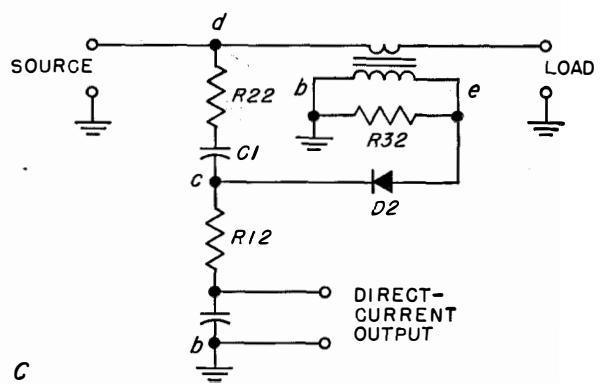 d
SOURCE
LOAD
R22
b
e
R32
C1
c
D2
R12
DIRECT-
CURRENT
OUTPUT
b
C